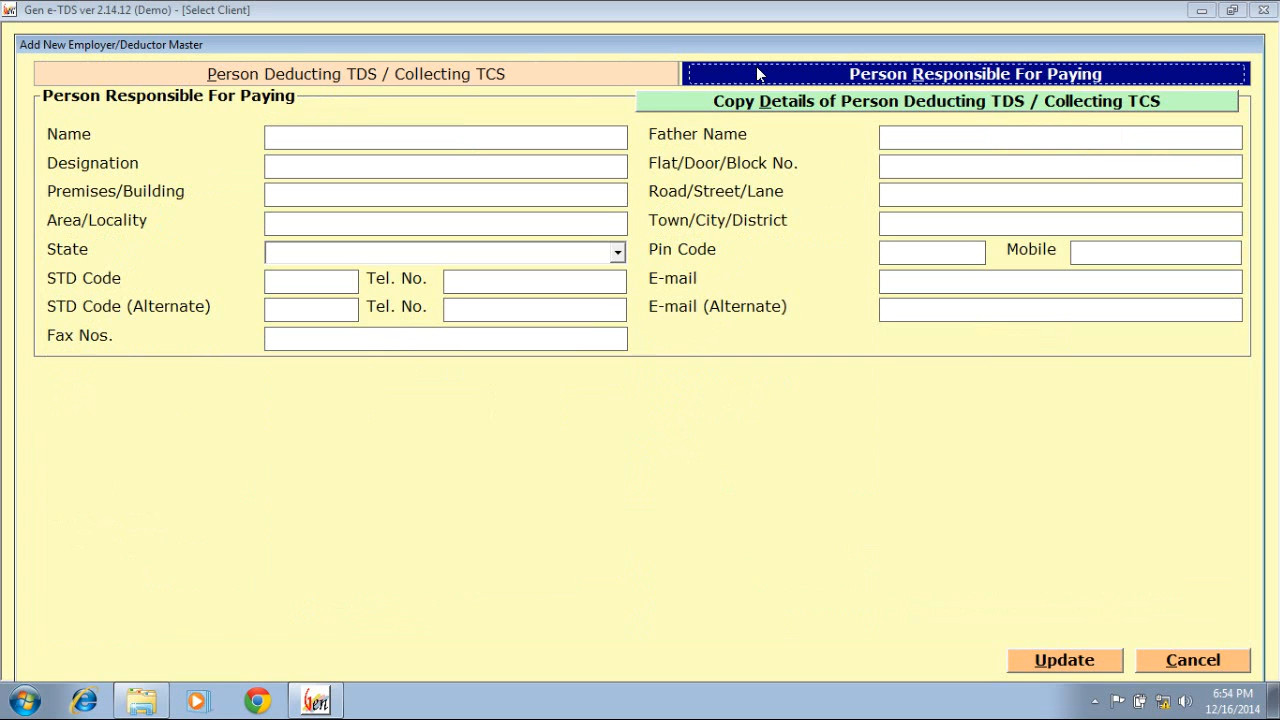 Gen e-TDS ver 2.14.12 (Demo) - [Select Client]
Add New Employer/Deductor Master
Person Deducting TDS / Collecting TCS
Person Responsible For Paying
Person Responsible For Paying
Copy Details of Person Deducting TDS / Collecting TCS
Name
Father Name
Designation
Flat/Door/Block No.
Premises/Building
Road/Street/Lane
Area/Locality
Town/City/District
State
Pin Code
Mobile
STD Code
Tel. No.
E-mail
STD Code (Alternate)
Tel. No.
E-mail (Alternate)
Fax Nos.
Update
Cancel
Gen
6:54 PM
12/16/2014